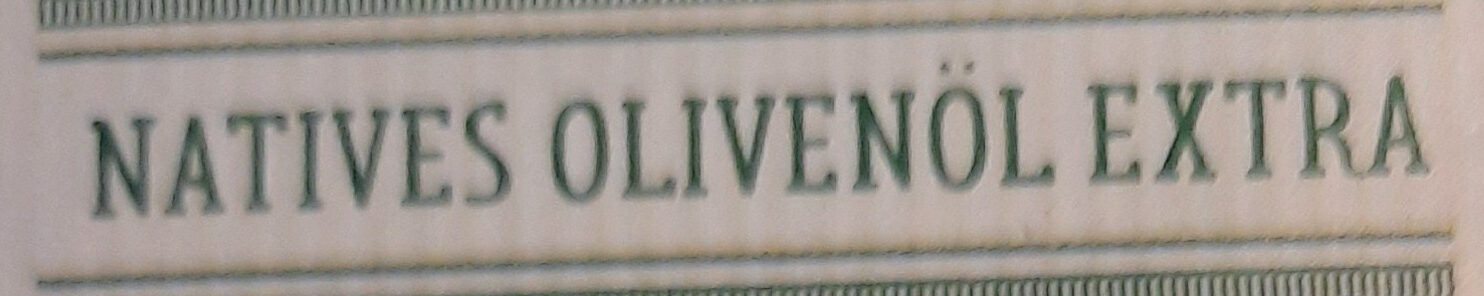 NATIVES OLIVENÖL EXTRA